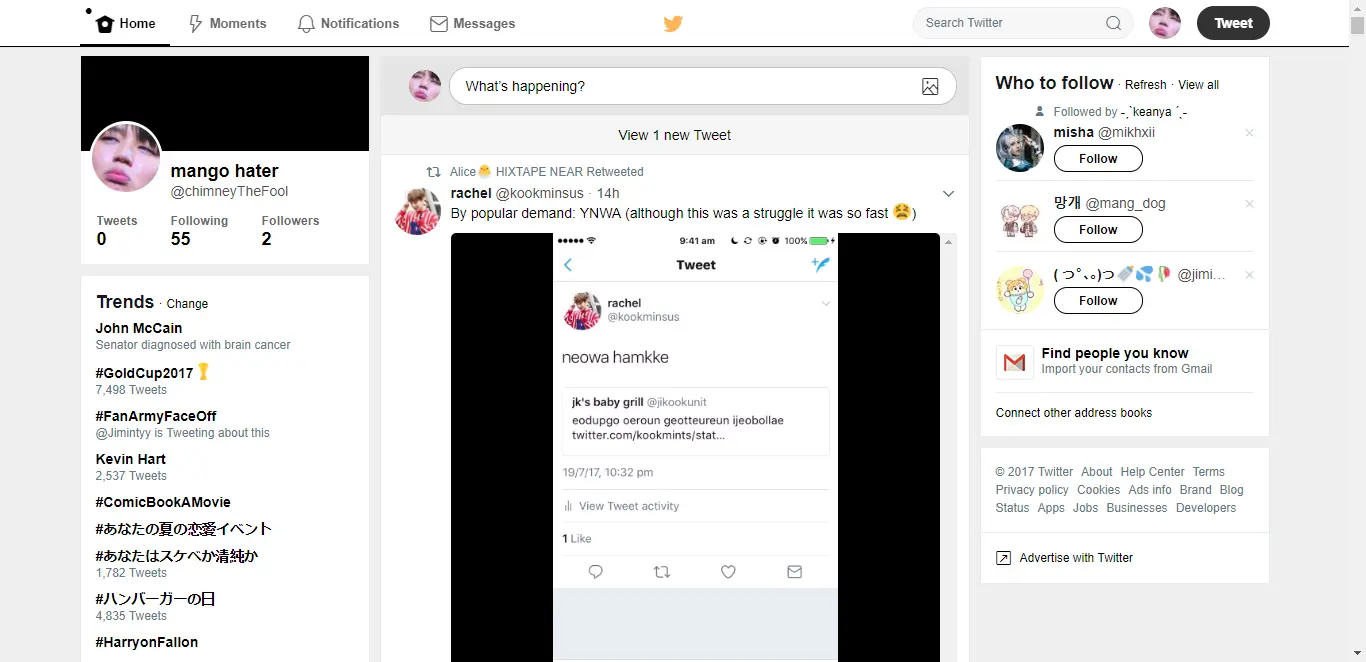 Home Moments Notifications Messages Search Twitter Tweet
mango hater
@chimneyTheFool
Tweets Following Followers
0 55 2
Trends · Change
John McCain
Senator diagnosed with brain cancer
#GoldCup2017 🏆
7,498 Tweets
#FanArmyFaceOff
@Jimintyy is Tweeting about this
Kevin Hart
2,537 Tweets
#ComicBookAMovie
#あなたの夏の恋愛イベント
#あなたはスケベか清純か
1,782 Tweets
#ハンバーガーの日
4,835 Tweets
#HarryonFallon
What's happening?
View 1 new Tweet
Alice🐣 HIXTAPE NEAR Retweeted
rachel @kookminsus · 14h
By popular demand: YNWA (although this was a struggle it was so fast 😫)
9:41 am 100%
Tweet
rachel
@kookminsus
neowa hamkke
jk's baby grill @jikookunit
eodupgo oeroun geotteureun ijeobollae
twitter.com/kookmints/stat...
19/7/17, 10:32 pm
View Tweet activity
1 Like
Who to follow · Refresh · View all
Followed by -ˏ`keanya ´ˎ-
misha @mikhxii
Follow
망개 @mang_dog
Follow
( つ°､｡)つ🍼💦🥀 @jimi...
Follow
Find people you know
Import your contacts from Gmail
Connect other address books
© 2017 Twitter About Help Center Terms
Privacy policy Cookies Ads info Brand Blog
Status Apps Jobs Businesses Developers
Advertise with Twitter